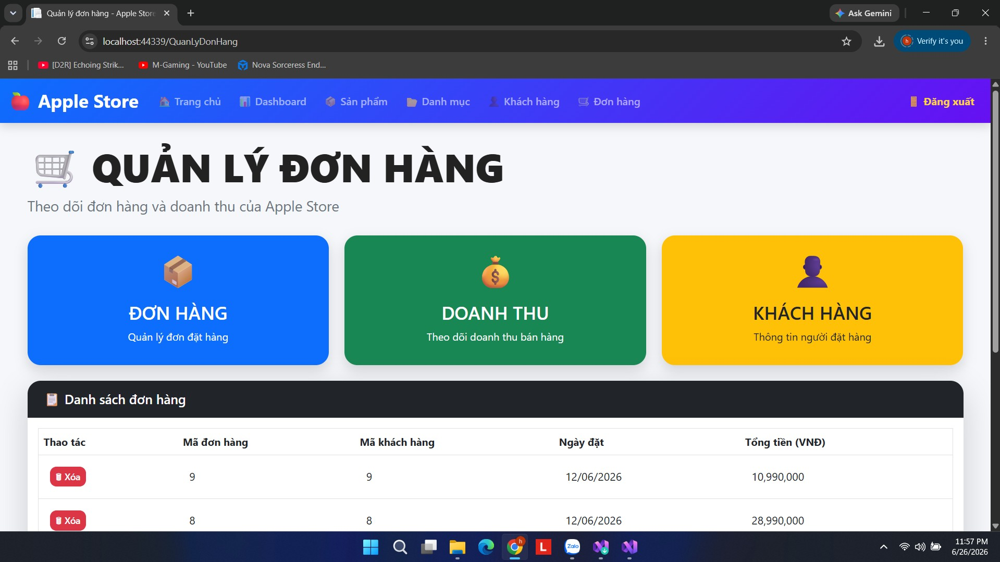 Quản lý đơn hàng - Apple Store
Ask Gemini
localhost:44339/QuanLyDonHang
h
Verify it's you
[D2R] Echoing Strik...
M-Gaming - YouTube
Nova Sorceress End...
Apple Store
Trang chủ
Dashboard
Sản phẩm
Danh mục
Khách hàng
Đơn hàng
Đăng xuất
QUẢN LÝ ĐƠN HÀNG
Theo dõi đơn hàng và doanh thu của Apple Store
ĐƠN HÀNG
Quản lý đơn đặt hàng
$
DOANH THU
Theo dõi doanh thu bán hàng
KHÁCH HÀNG
Thông tin người đặt hàng
Danh sách đơn hàng
Thao tác Mã đơn hàng Mã khách hàng Ngày đặt Tổng tiền (VNĐ)
Xóa 9 9 12/06/2026 10,990,000
Xóa 8 8 12/06/2026 28,990,000
h
L
Zalo
11:57 PM
6/26/2026